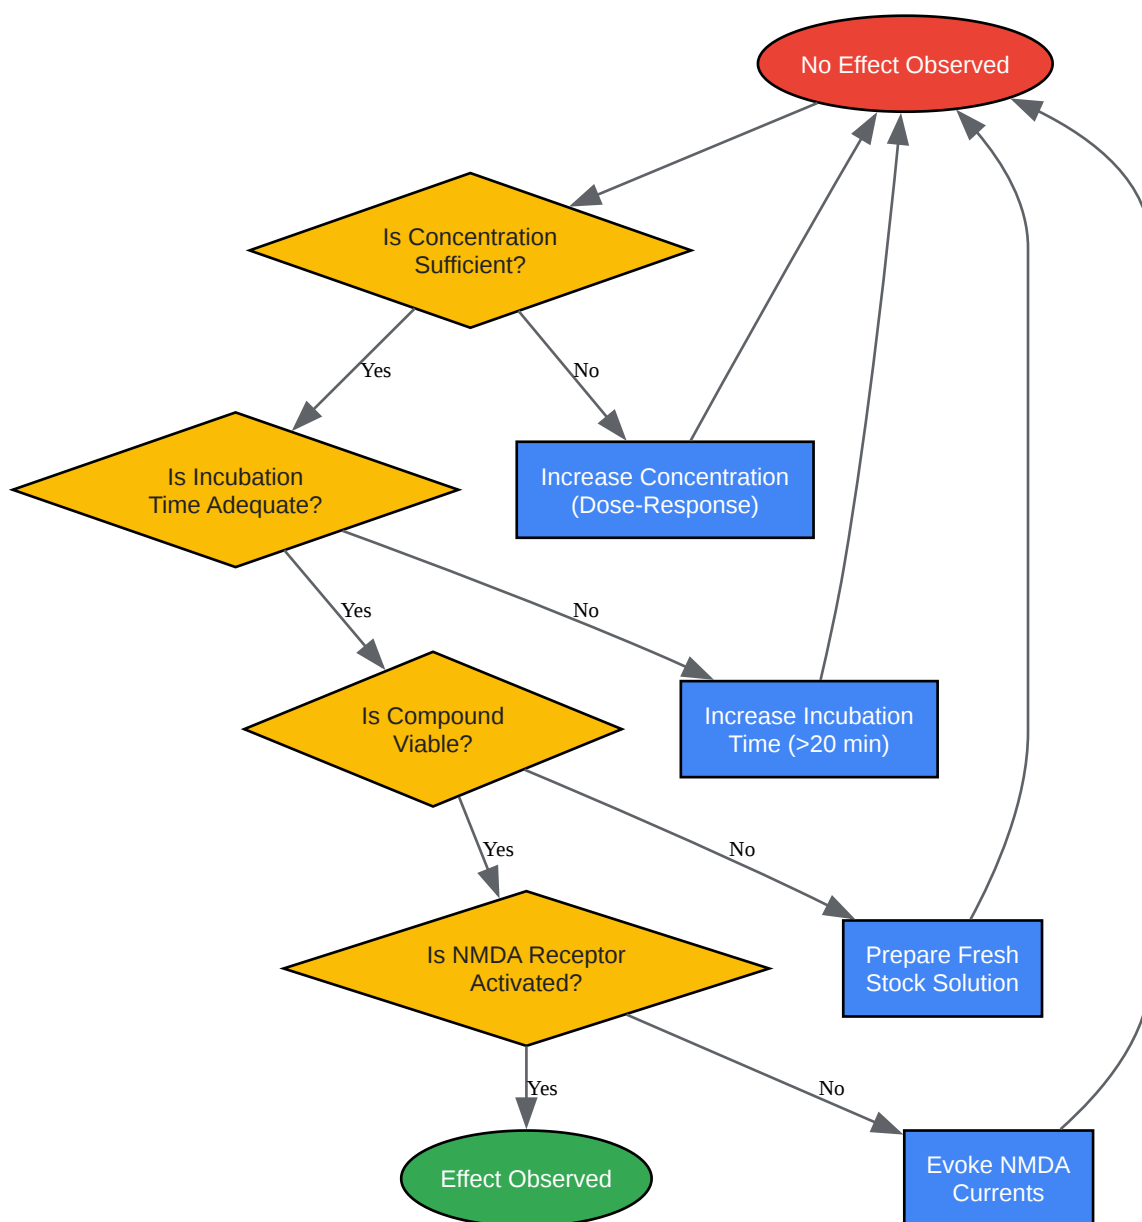 No Effect Observed
Is Concentration
Sufficient?
Yes
No
Is Incubation
Time Adequate?
Increase Concentration
(Dose-Response)
Yes
No
Is Compound
Viable?
Increase Incubation
Time (>20 min)
Yes
No
Is NMDA Receptor
Activated?
Prepare Fresh
Stock Solution
Yes
No
Effect Observed
Evoke NMDA
Currents